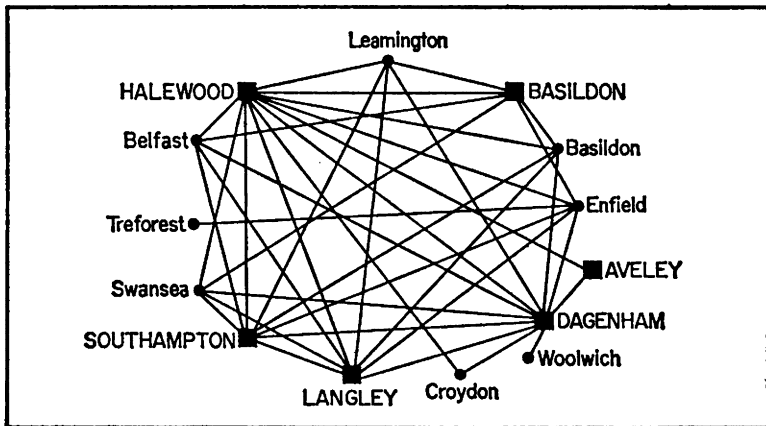 Leamington
HALEWOOD
BASILDON
Belfast
Basildon
Enfield
Treforest
AVELEY
Swansea
DAGENHAM
SOUTHAMPTON
Woolwich
LANGLEY
Croydon